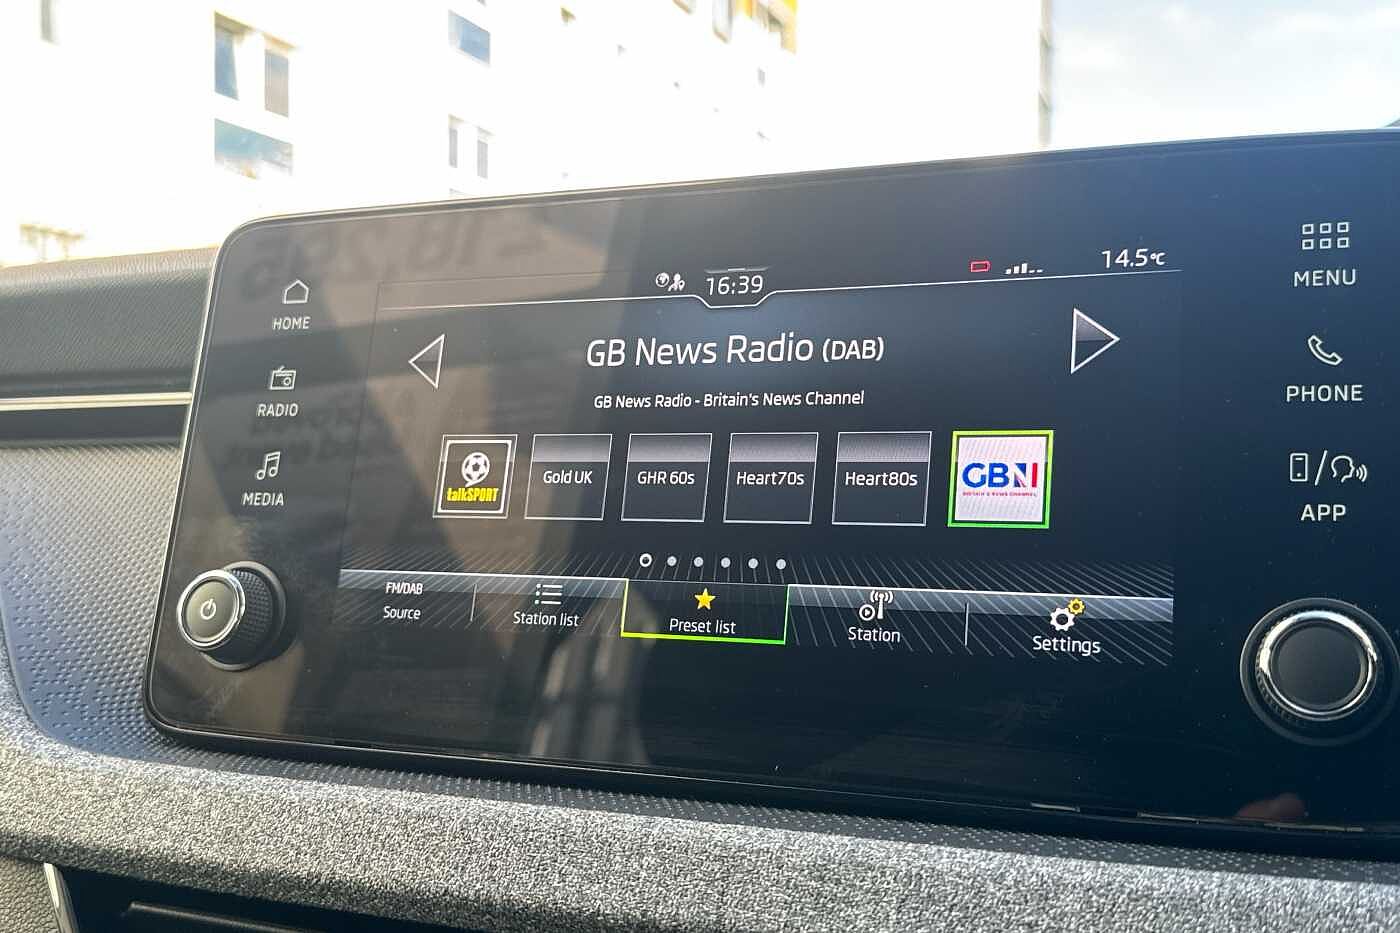 16:39
14.5°C
HOME
RADIO
MEDIA
GB News Radio (DAB)
GB News Radio - Britain's News Channel
talkSPORT
Gold UK
GHR 60s
Heart70s
Heart80s
GBN
BRITAIN'S NEWS CHANNEL
FM/DAB
Source
Station list
Preset list
Station
Settings
MENU
PHONE
APP